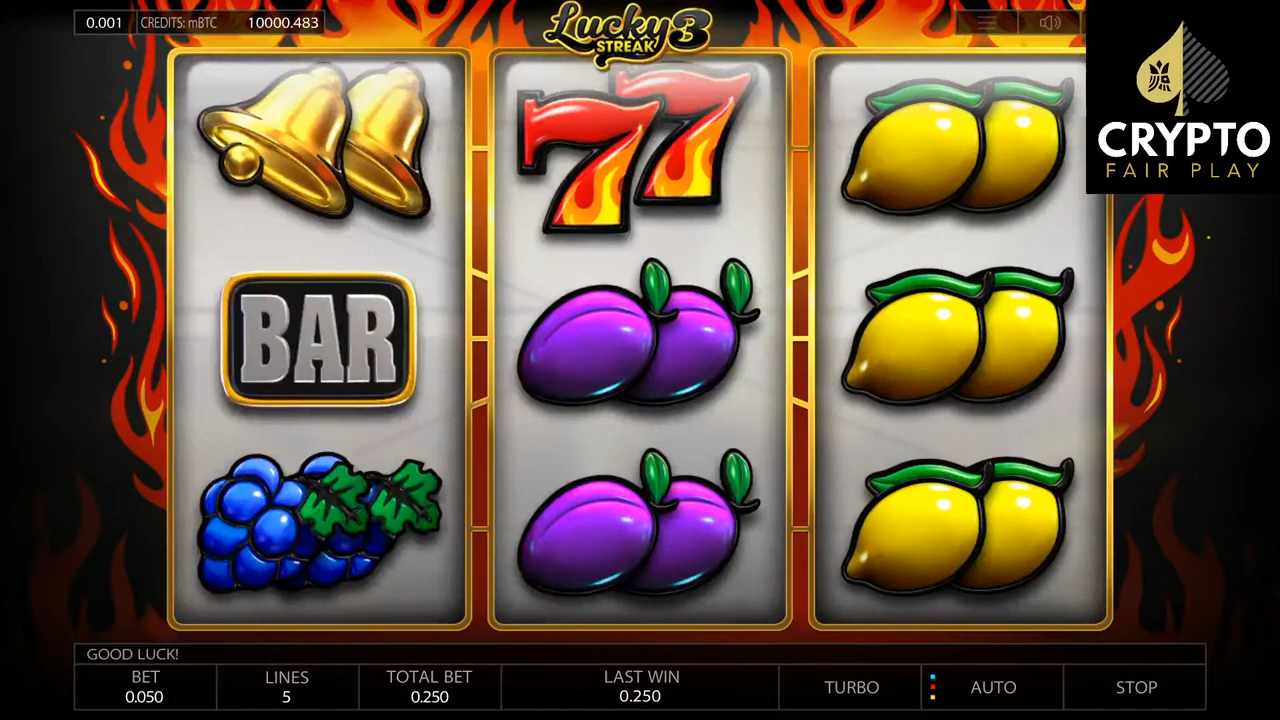 0.001 CREDITS: mBTC 10000.483
Lucky 3
STREAK
CRYPTO
FAIR PLAY
77
BAR
GOOD LUCK!
BET LINES TOTAL BET LAST WIN
0.050 5 0.250 0.250
TURBO AUTO STOP